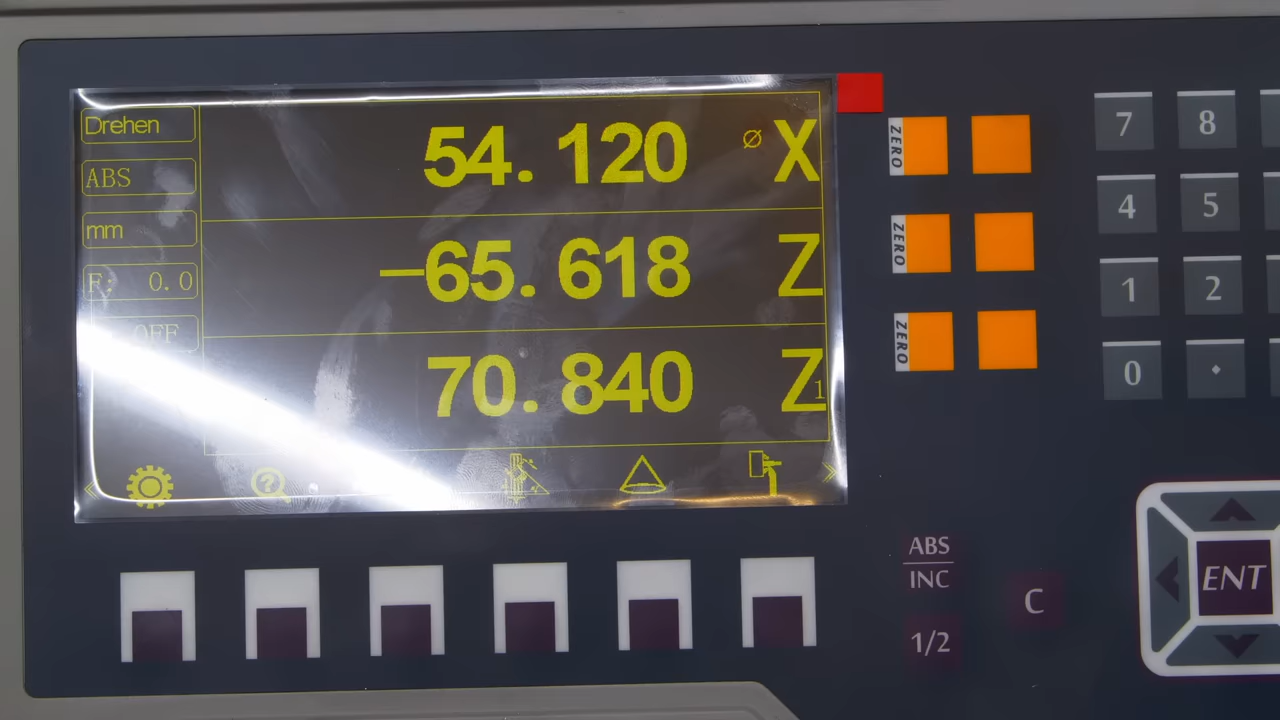 Drehen
ABS
mm
F: 0.0
OFF
54.120 ⌀ X
-65.618 Z
70.840 Z1
ZERO
ZERO
ZERO
7 8
4 5
1 2
0 .
ABS
INC
1/2
C
ENT